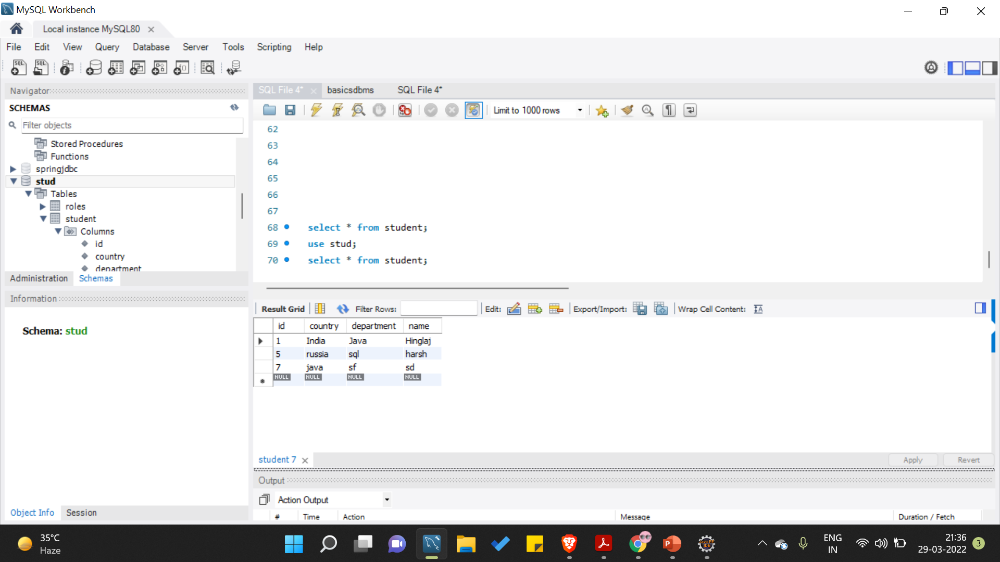 MySQL Workbench
Local instance MySQL80
File Edit View Query Database Server Tools Scripting Help
Navigator
SCHEMAS
Filter objects
Stored Procedures
Functions
springjdbc
stud
Tables
roles
student
Columns
id
country
department
Administration Schemas
Information
Schema: stud
Object Info Session
SQL File 4* basicsdbms SQL File 4*
Limit to 1000 rows
62
63
64
65
66
67
68 select * from student;
69 use stud;
70 select * from student;
Result Grid Filter Rows: Edit: Export/Import: Wrap Cell Content:
id country department name
1 India Java Hinglaj
5 russia sql harsh
7 java sf sd
NULL NULL NULL NULL
student 7 Apply Revert
Output
Action Output
# Time Action Message Duration / Fetch
35°C
Haze
ENG
IN
21:36
29-03-2022
3